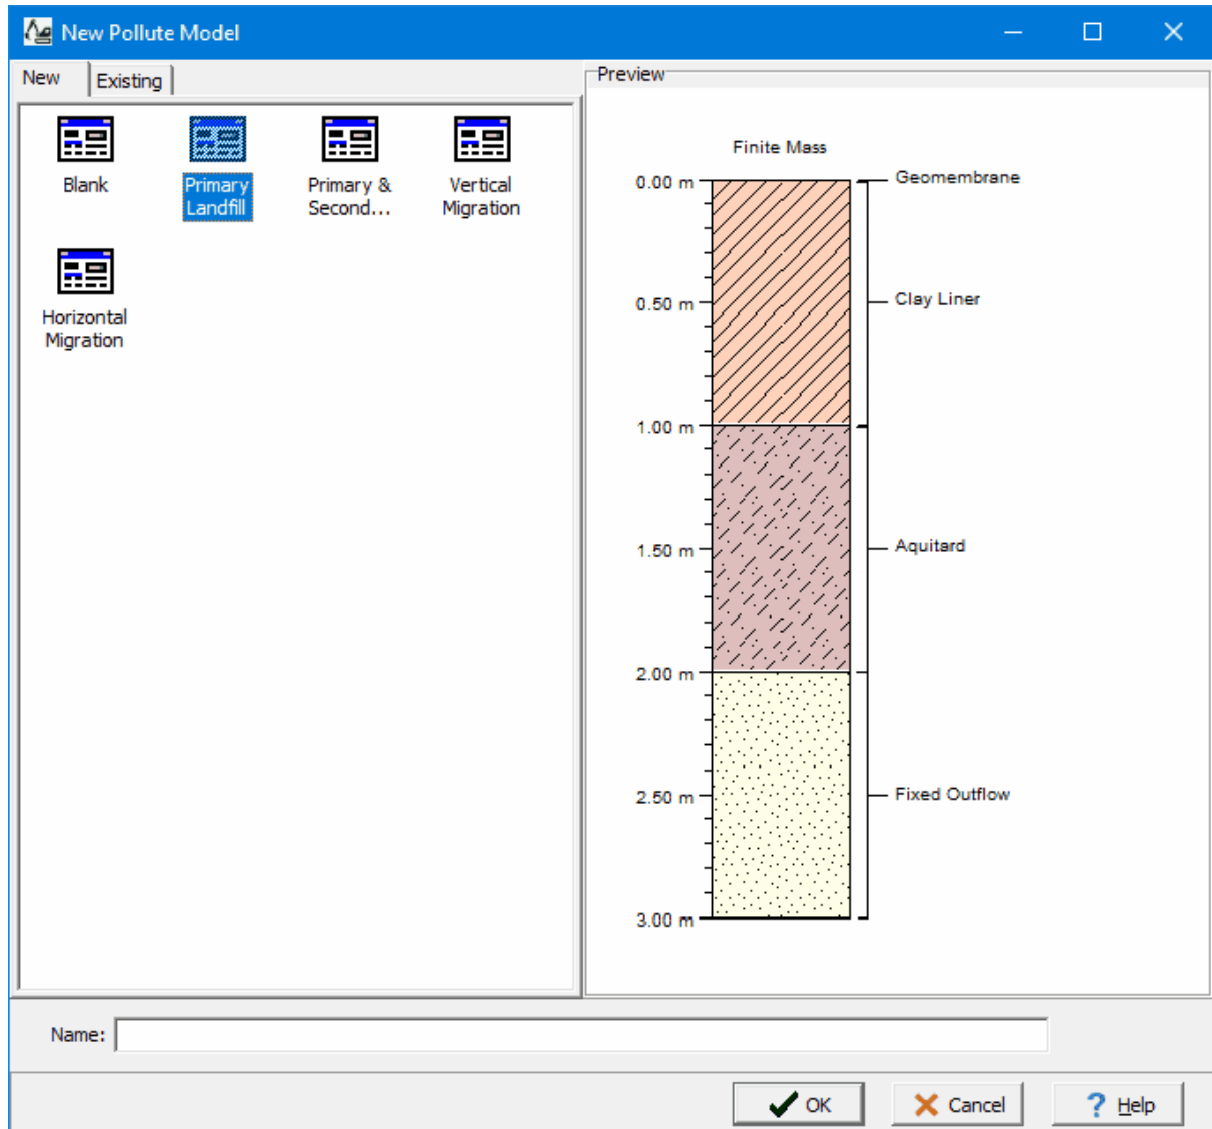 New Pollute Model
New
Existing
Preview
Blank
Primary
Landfill
Primary &
Second...
Vertical
Migration
Horizontal
Migration
Finite Mass
0.00 m
Geomembrane
0.50 m
Clay Liner
1.00 m
1.50 m
Aquitard
2.00 m
2.50 m
Fixed Outflow
3.00 m
Name:
OK
Cancel
? Help